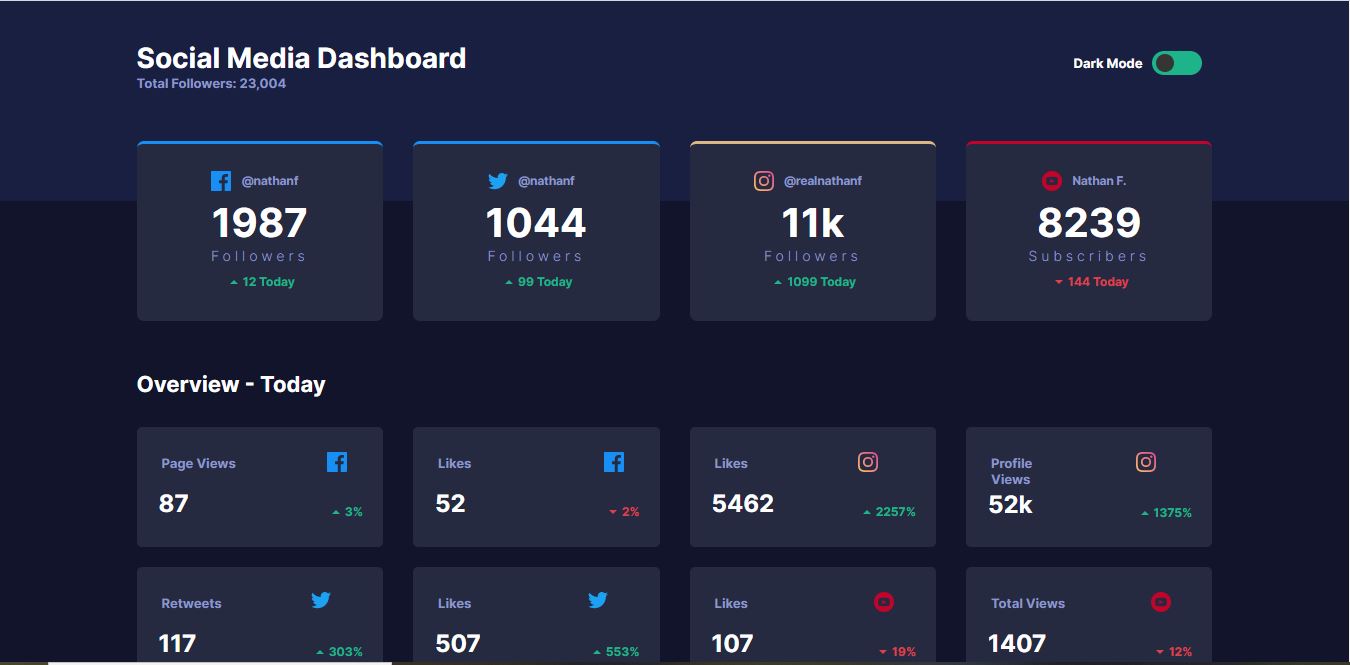 Social Media Dashboard
Total Followers: 23,004
Dark Mode
@nathanf
1987
Followers
12 Today
@nathanf
1044
Followers
99 Today
@realnathanf
11k
Followers
1099 Today
Nathan F.
8239
Subscribers
144 Today
Overview - Today
Page Views
87
3%
Likes
52
2%
Likes
5462
2257%
Profile
Views
52k
1375%
Retweets
117
303%
Likes
507
553%
Likes
107
19%
Total Views
1407
12%